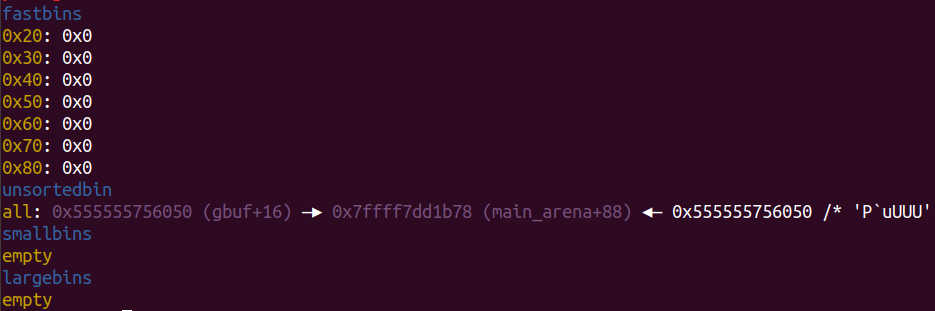 fastbins
0x20: 0x0
0x30: 0x0
0x40: 0x0
0x50: 0x0
0x60: 0x0
0x70: 0x0
0x80: 0x0
unsortedbin
all: 0x555555756050 (gbuf+16) —▸ 0x7ffff7dd1b78 (main_arena+88) ◂— 0x555555756050 /* 'P`uUUU'
smallbins
empty
largebins
empty